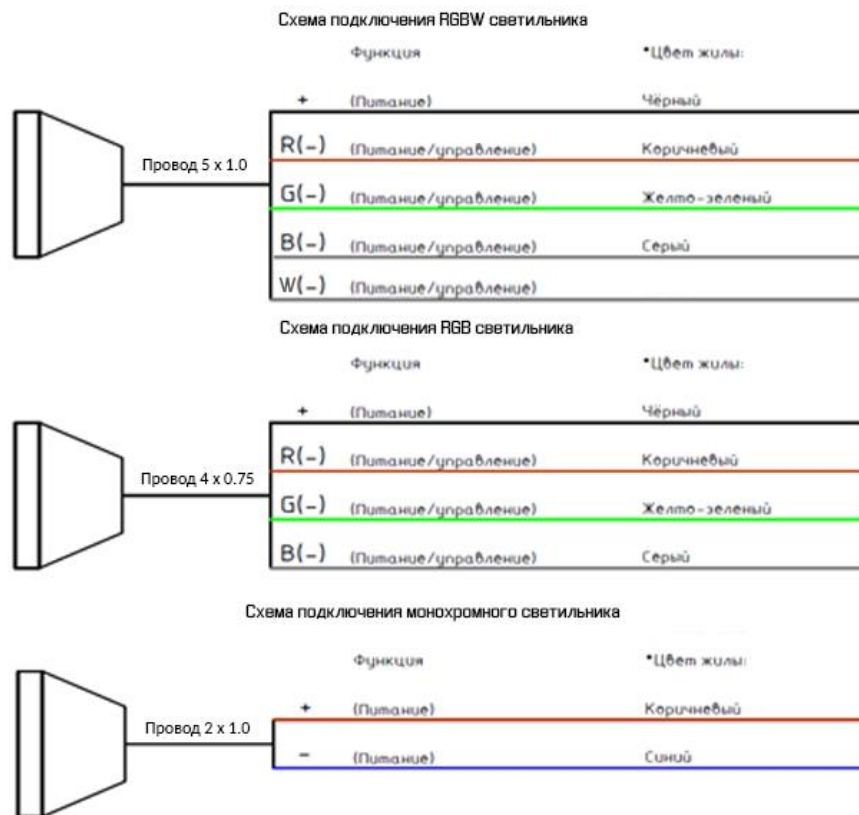 Схема подключения RGBW светильника
Функция *Цвет жилы:
+ (Питание) Чёрный
R(-) (Питание/управление) Коричневый
Провод 5 x 1.0
G(-) (Питание/управление) Желто-зеленый
B(-) (Питание/управление) Серый
W(-) (Питание/управление)
Схема подключения RGB светильника
Функция *Цвет жилы:
+ (Питание) Чёрный
R(-) (Питание/управление) Коричневый
Провод 4 x 0.75
G(-) (Питание/управление) Желто-зеленый
B(-) (Питание/управление) Серый
Схема подключения монохромного светильника
Функция *Цвет жилы:
+ (Питание) Коричневый
Провод 2 x 1.0
- (Питание) Синий